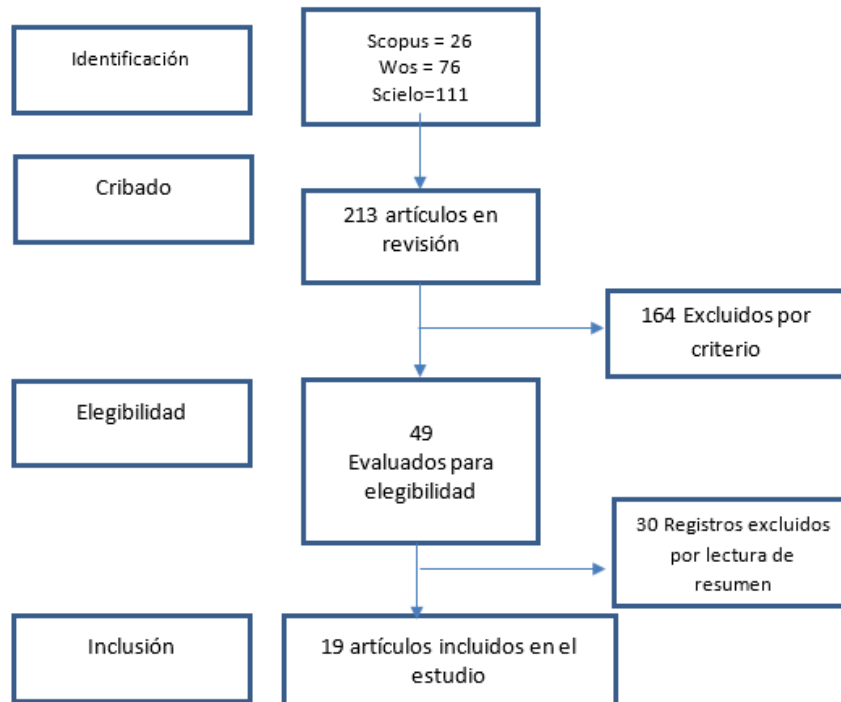 Identificación
Scopus = 26
Wos = 76
Scielo=111
Cribado
213 artículos en
revisión
164 Excluidos por
criterio
Elegibilidad
49
Evaluados para
elegibilidad
30 Registros excluidos
por lectura de
resumen
Inclusión
19 artículos incluidos en el
estudio